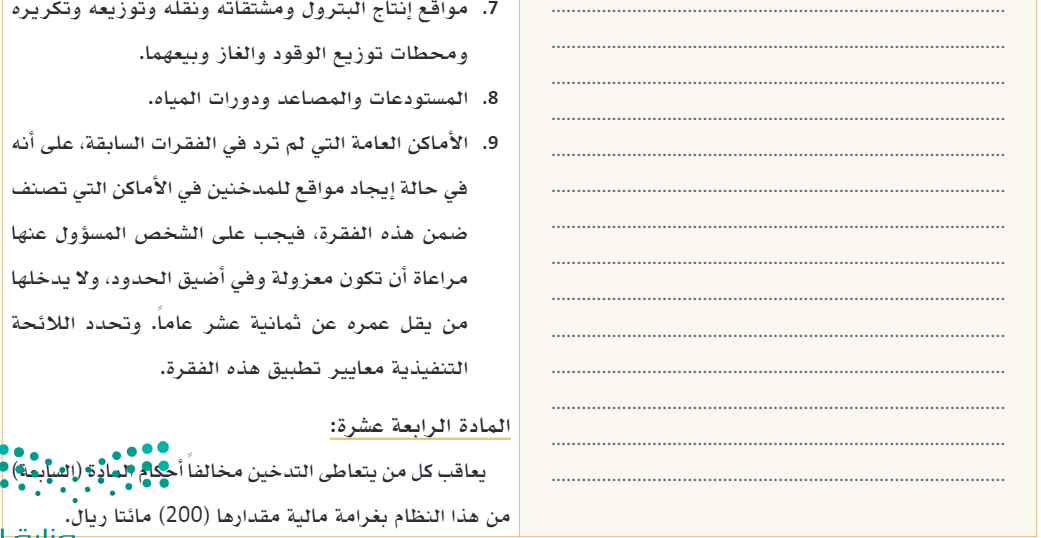 7. مواقع إنتاج البترول ومشتقاته ونقله وتوزيعه وتكريره
ومحطات توزيع الوقود والغاز وبيعهما.
8. المستودعات والمصاعد ودورات المياه.
9. الأماكن العامة التي لم ترد في الفقرات السابقة، على أنه
في حالة إيجاد مواقع للمدخنين في الأماكن التي تصنف
ضمن هذه الفقرة، فيجب على الشخص المسؤول عنها
مراعاة أن تكون معزولة وفي أضيق الحدود، ولا يدخلها
من يقل عمره عن ثمانية عشر عاماً. وتحدد اللائحة
التنفيذية معايير تطبيق هذه الفقرة.
المادة الرابعة عشرة:
يعاقب كل من يتعاطى التدخين مخالفاً أحكام المادة (السابعة)
من هذا النظام بغرامة مالية مقدارها (200) مائتا ريال.